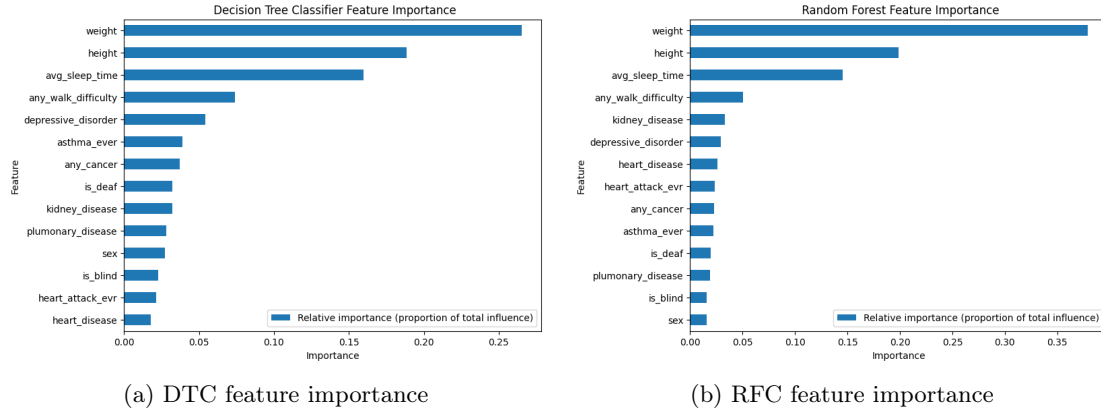 Decision Tree Classifier Feature Importance
weight
height
avg_sleep_time
any_walk_difficulty
depressive_disorder
asthma_ever
any_cancer
is_deaf
kidney_disease
plumonary_disease
sex
is_blind
heart_attack_evr
heart_disease
Feature
Relative importance (proportion of total influence)
0.00 0.05 0.10 0.15 0.20 0.25
Importance
(a) DTC feature importance
Random Forest Feature Importance
weight
height
avg_sleep_time
any_walk_difficulty
kidney_disease
depressive_disorder
heart_disease
heart_attack_evr
any_cancer
asthma_ever
is_deaf
plumonary_disease
is_blind
sex
Feature
Relative importance (proportion of total influence)
0.00 0.05 0.10 0.15 0.20 0.25 0.30 0.35
Importance
(b) RFC feature importance